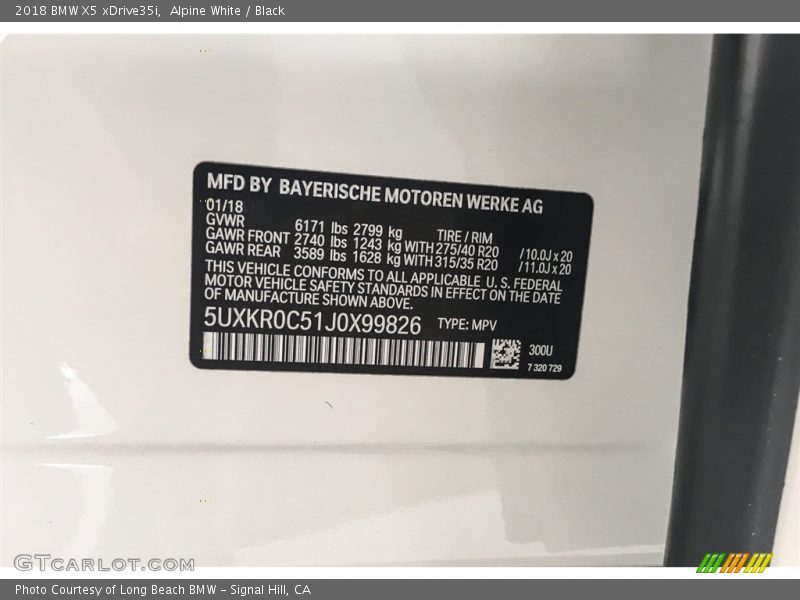 2018 BMW X5 xDrive35i,  Alpine White / Black
MFD BY BAYERISCHE MOTOREN WERKE AG
01/18
GVWR 6171 lbs 2799 kg TIRE / RIM
GAWR FRONT 2740 lbs 1243 kg WITH 275/40 R20 /10.0J x 20
GAWR REAR 3589 lbs 1628 kg WITH 315/35 R20 /11.0J x 20
THIS VEHICLE CONFORMS TO ALL APPLICABLE U. S. FEDERAL
MOTOR VEHICLE SAFETY STANDARDS IN EFFECT ON THE DATE
OF MANUFACTURE SHOWN ABOVE.
5UXKR0C51J0X99826 TYPE: MPV
300U
7 320 729
GTCARLOT.COM
Photo Courtesy of Long Beach BMW - Signal Hill, CA